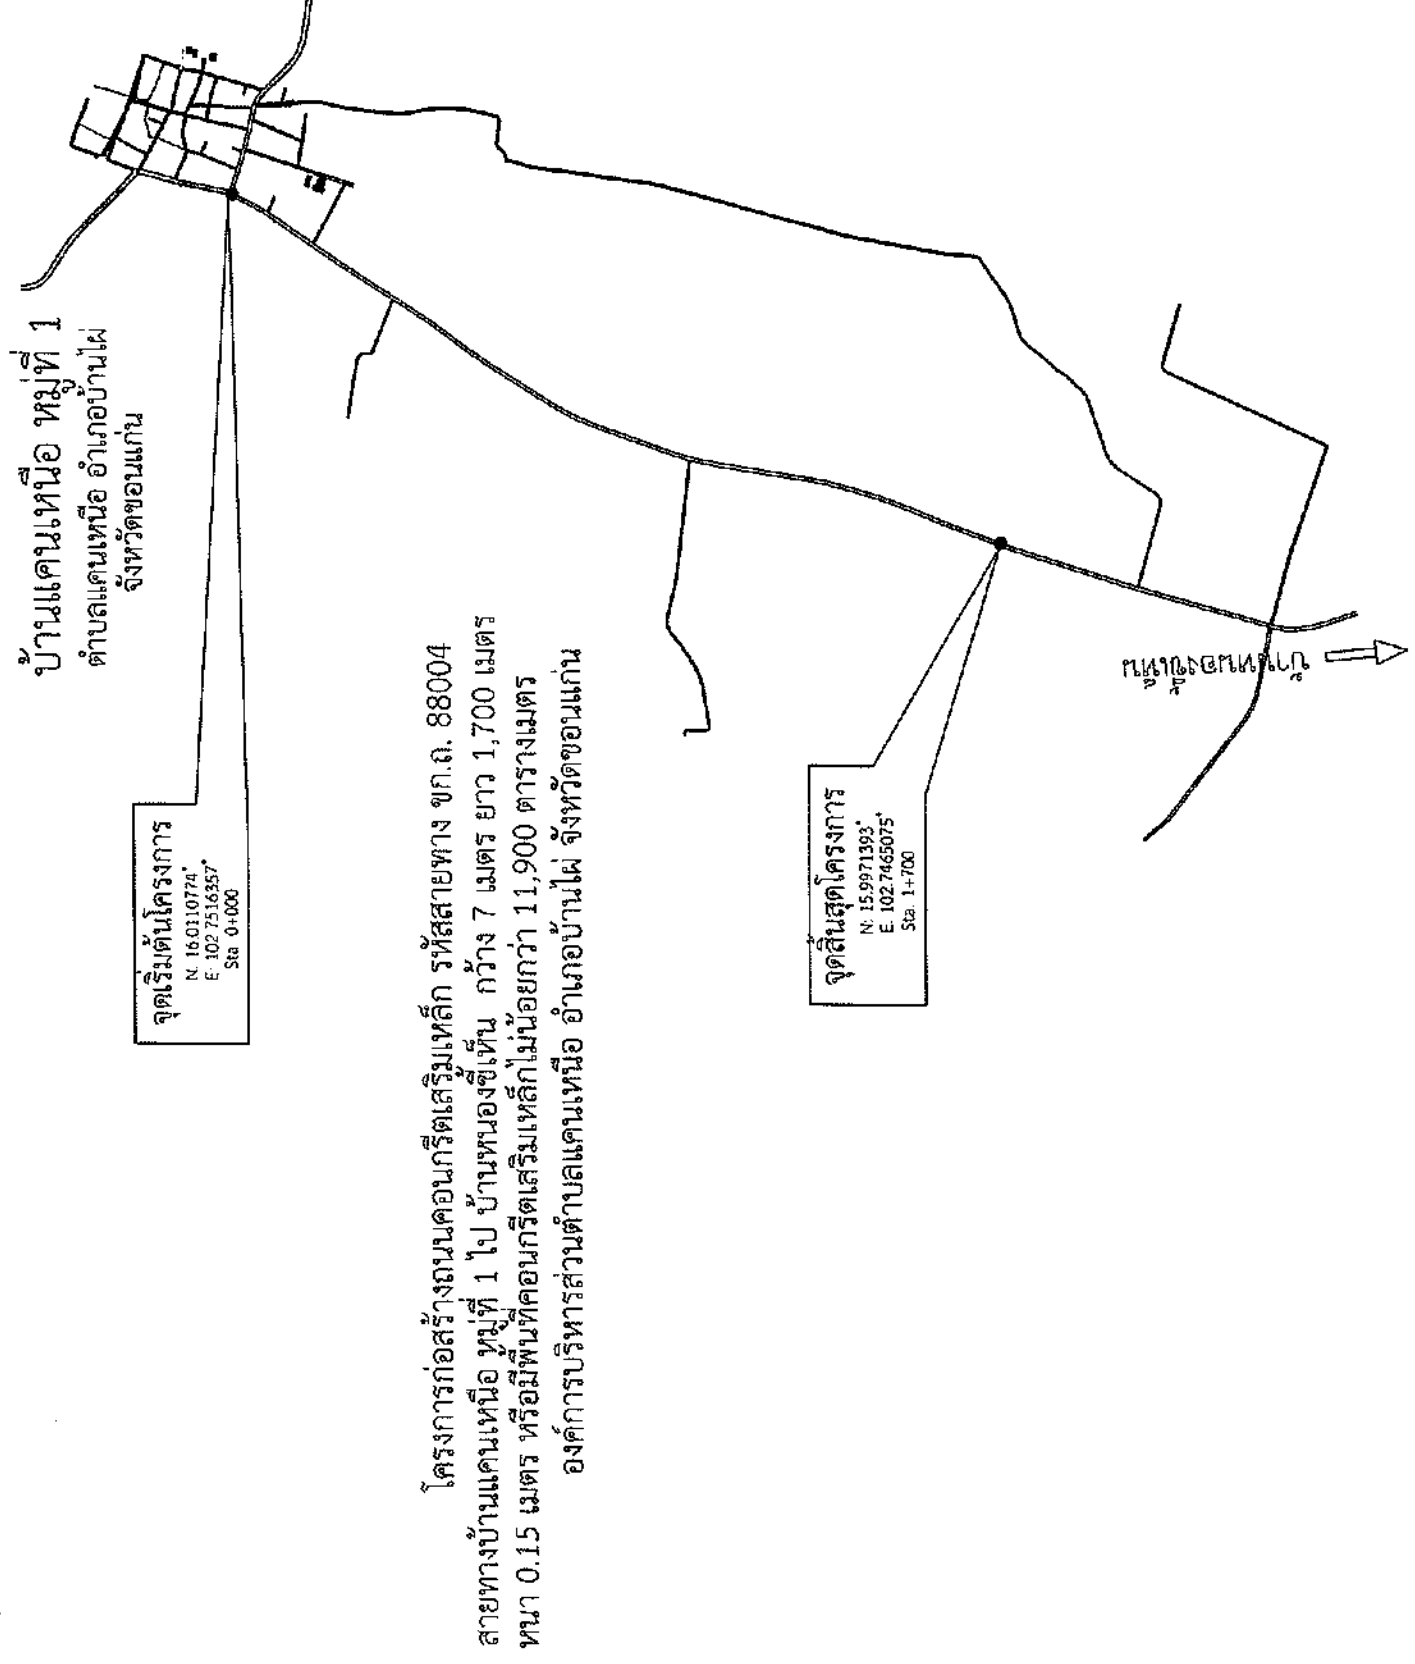 บ้านแคนเหนือ หมู่ที่ 1
ตำบลแคนเหนือ อำเภอบ้านไผ่
จังหวัดขอนแก่น
จุดเริ่มต้นโครงการ
N. 16.0110774°
E. 102.7516357°
Sta 0+000
โครงการก่อสร้างถนนคอนกรีตเสริมเหล็ก รหัสสายทาง ขก.ถ. 88004
สายทางบ้านแคนเหนือ หมู่ที่ 1 ไป บ้านหนองขี้เห็น กว้าง 7 เมตร ยาว 1,700 เมตร
หนา 0.15 เมตร หรือมีพื้นที่คอนกรีตเสริมเหล็กไม่น้อยกว่า 11,900 ตารางเมตร
องค์การบริหารส่วนตำบลแคนเหนือ อำเภอบ้านไผ่ จังหวัดขอนแก่น
จุดสิ้นสุดโครงการ
N: 15.9971393°
E. 102.7465075°
Sta. 1+700
บ้านหนองขี้เห็น